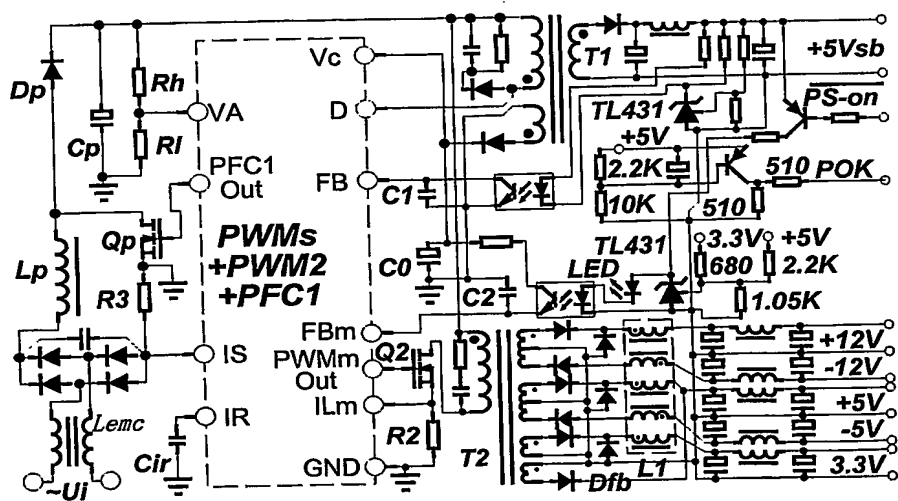 Vc
T1
+5Vsb
Dp
Rh
VA
D
TL431
PS-on
Cp
Rl
+5V
PFC1
Out
FB
C1
2.2K
510
POK
10K
510
Qp
PWMs
+PWM2
+PFC1
TL431
3.3V
+5V
Lp
C0
LED
680
2.2K
R3
C2
1.05K
FBm
IS
PWMm
Out
Q2
+12V
-12V
Lemc
IR
ILm
+5V
R2
-5V
Cir
T2
L1
GND
Dfb
3.3V
~Ui